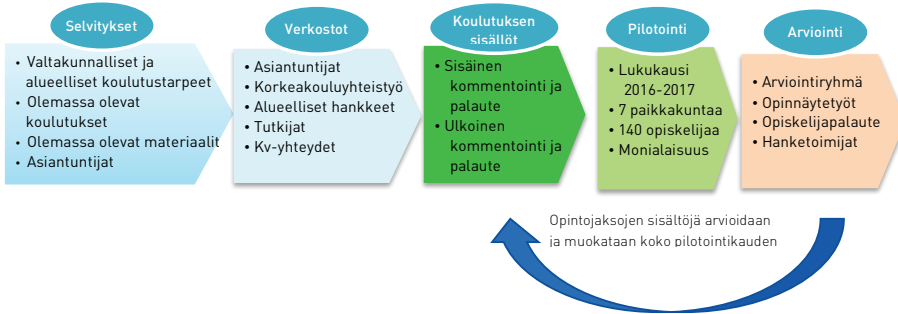 Selvitykset
• Valtakunnalliset ja
alueelliset koulutustarpeet
• Olemassa olevat
koulutukset
• Olemassa olevat materiaalit
• Asiantuntijat
Verkostot
• Asiantuntijat
• Korkeakouluyhteistyö
• Alueelliset hankkeet
• Tutkijat
• Kv-yhteydet
Koulutuksen
sisällöt
• Sisäinen
kommentointi ja
palaute
• Ulkoinen
kommentointi ja
palaute
Pilotointi
• Lukukausi
2016-2017
• 7 paikkakuntaa
• 140 opiskelijaa
• Monialaisuus
Arviointi
• Arviointiryhmä
• Opinnäytetyöt
• Opiskelijapalaute
• Hanketoimijat
Opintojaksojen sisältöjä arvioidaan
ja muokataan koko pilotointikauden